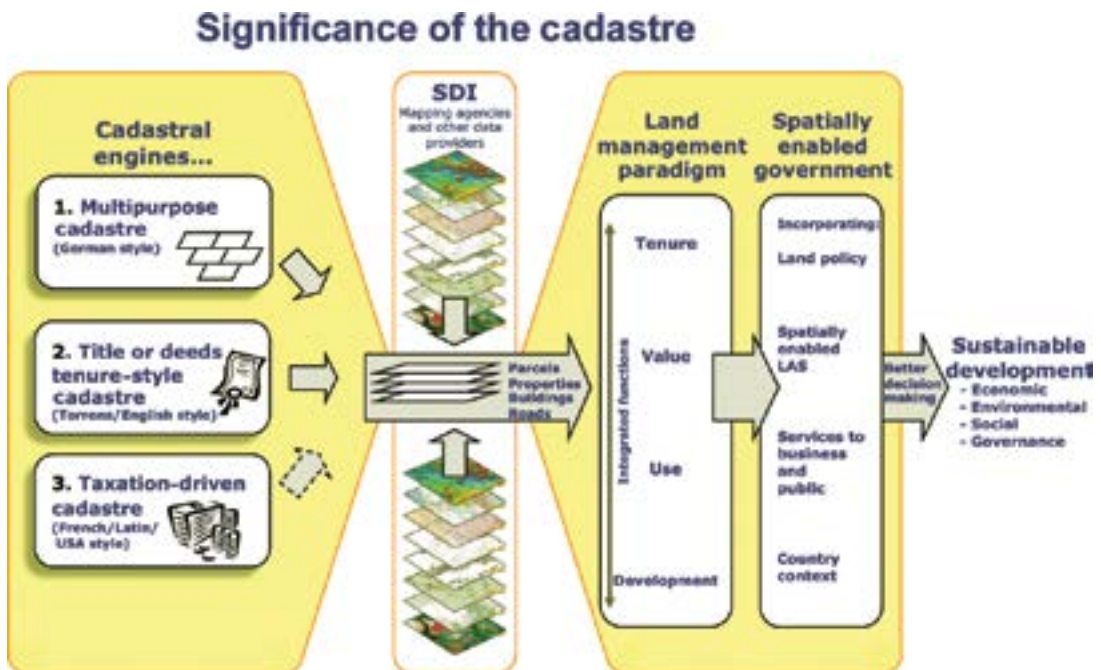 Significance of the cadastre
Cadastral
engines...
1. Multipurpose
cadastre
(German style)
2. Title or deeds
tenure-style
cadastre
(Torrens/English style)
3. Taxation-driven
cadastre
(French/Latin/
USA style)
SDI
Mapping agencies
and other data
providers
Parcels
Properties
Buildings
Roads
Land
management
paradigm
Integrated functions
Tenure
Value
Use
Development
Spatially
enabled
government
Incorporating:
Land policy
Spatially
enabled
LAS
Services to
business
and
public
Country
context
Better
decision
making
Sustainable
development
- Economic
- Environmental
- Social
- Governance